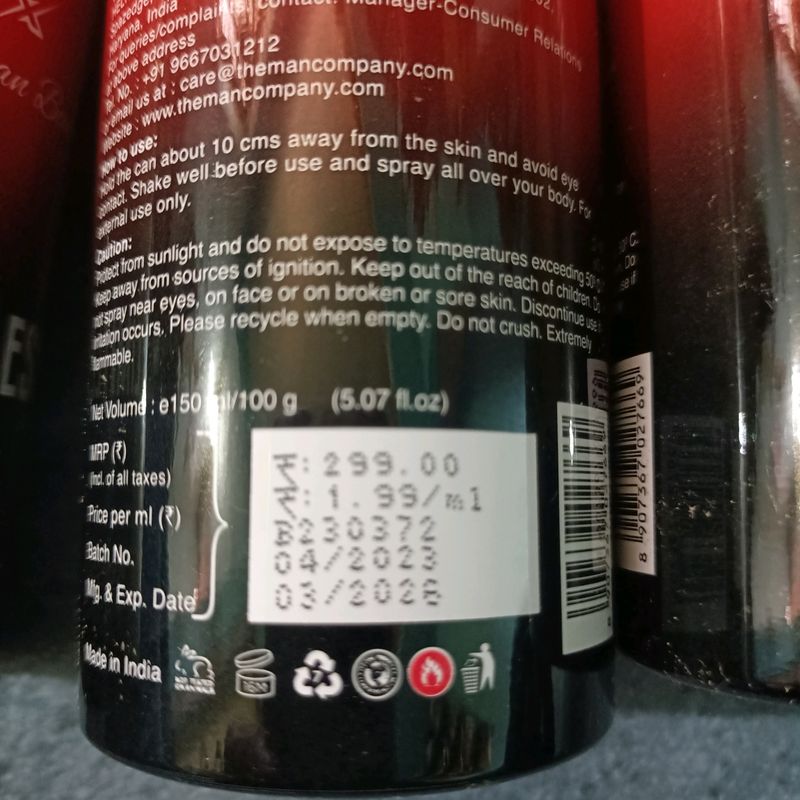 Haryana, India
For queries/complaints, contact: Manager-Consumer Relations
at above address
Tel. No.: +91 9667031212
or email us at : care@themancompany.com
Website : www.themancompany.com
How to use:
Hold the can about 10 cms away from the skin and avoid eye
contact. Shake well before use and spray all over your body. For
external use only.
Caution:
Protect from sunlight and do not expose to temperatures exceeding 50°C.
Keep away from sources of ignition. Keep out of the reach of children. Do
not spray near eyes, on face or on broken or sore skin. Discontinue use if
irritation occurs. Please recycle when empty. Do not crush. Extremely
flammable.
Net Volume : e150 ml/100 g (5.07 fl.oz)
MRP (₹)
(Incl. of all taxes)
Price per ml (₹)
Batch No.
Mfg. & Exp. Date
₹: 299.00
₹: 1.99/ml
B230372
04/2023
03/2026
Made in India
8 907367 027669